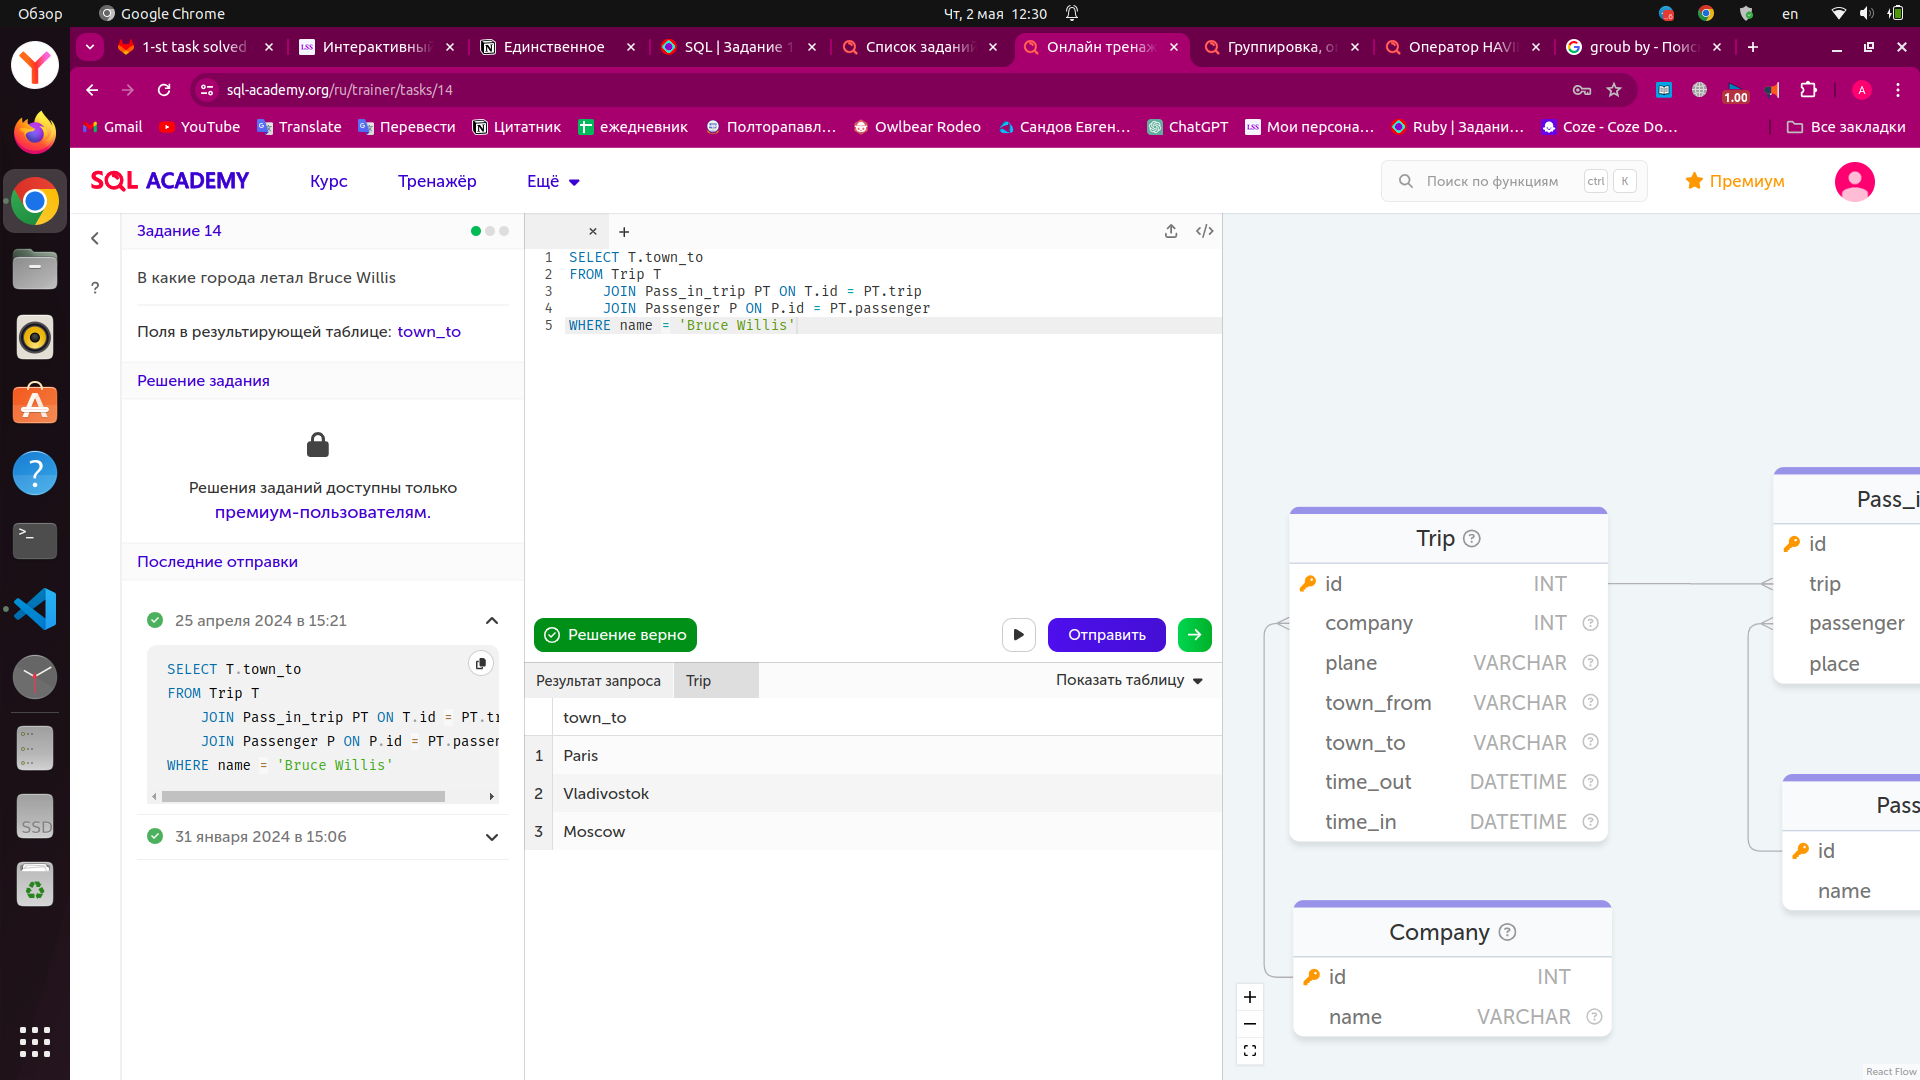 Обзор
Google Chrome
Чт, 2 мая 12:30
en
1-st task solved
Интерактивный
Единственное
SQL | Задание 1
Список заданий
Онлайн тренаж
Группировка, о
Оператор HAVI
groub by - Поис
sql-academy.org/ru/trainer/tasks/14
1.00
A
Gmail
YouTube
Translate
Перевести
Цитатник
ежедневник
Полторапавл...
Owlbear Rodeo
Сандов Евген...
ChatGPT
Мои персона...
Ruby | Задани...
Coze - Coze Do...
Все закладки
SQL ACADEMY
Курс
Тренажёр
Ещё
Поиск по функциям
ctrl
K
Премиум
Задание 14
В какие города летал Bruce Willis
Поля в результирующей таблице: town_to
Решение задания
Решения заданий доступны только
премиум-пользователям.
Последние отправки
25 апреля 2024 в 15:21
SELECT T.town_to
FROM Trip T
JOIN Pass_in_trip PT ON T.id = PT.tr
JOIN Passenger P ON P.id = PT.passen
WHERE name = 'Bruce Willis'
31 января 2024 в 15:06
1 SELECT T.town_to
2 FROM Trip T
3 JOIN Pass_in_trip PT ON T.id = PT.trip
4 JOIN Passenger P ON P.id = PT.passenger
5 WHERE name = 'Bruce Willis'
Решение верно
Отправить
Результат запроса
Trip
Показать таблицу
town_to
1 Paris
2 Vladivostok
3 Moscow
Trip
id INT
company INT
plane VARCHAR
town_from VARCHAR
town_to VARCHAR
time_out DATETIME
time_in DATETIME
Company
id INT
name VARCHAR
Pass_i
id
trip
passenger
place
Pass
id
name
React Flow
SSD